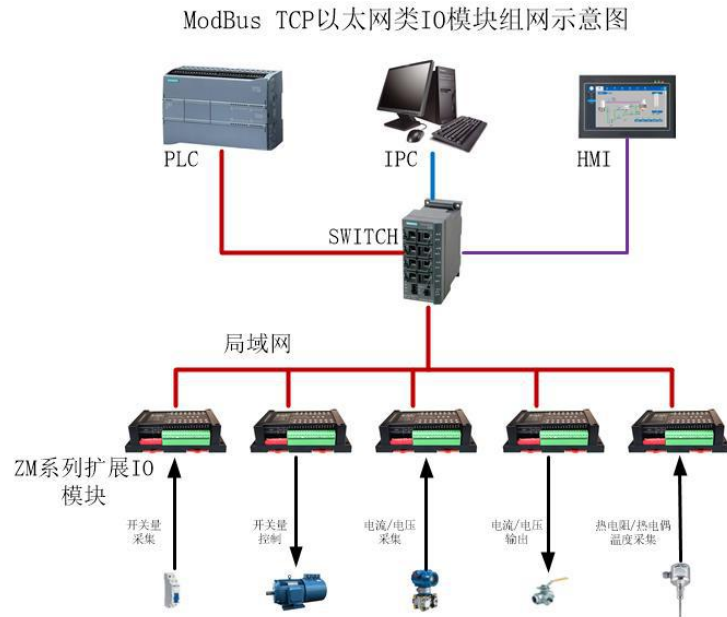 ModBus TCP以太网类IO模块组网示意图
PLC
IPC
HMI
SWITCH
局域网
ZM系列扩展IO
模块
开关量
采集
开关量
控制
电流/电压
采集
电流/电压
输出
热电阻/热电偶
温度采集